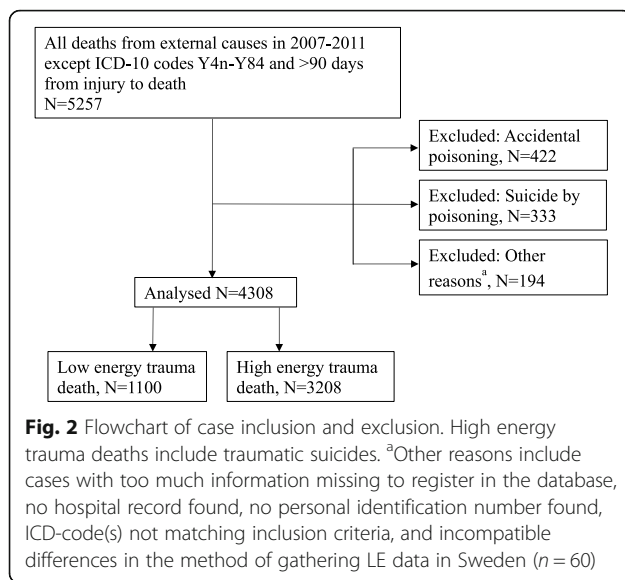 All deaths from external causes in 2007-2011
except ICD-10 codes Y4n-Y84 and >90 days
from injury to death
N=5257
Excluded: Accidental
poisoning, N=422
Excluded: Suicide by
poisoning, N=333
Excluded: Other
reasonsᵃ, N=194
Analysed N=4308
Low energy trauma
death, N=1100
High energy trauma
death, N=3208
Fig. 2 Flowchart of case inclusion and exclusion. High energy
trauma deaths include traumatic suicides. ᵃOther reasons include
cases with too much information missing to register in the database,
no hospital record found, no personal identification number found,
ICD-code(s) not matching inclusion criteria, and incompatible
differences in the method of gathering LE data in Sweden (n = 60)